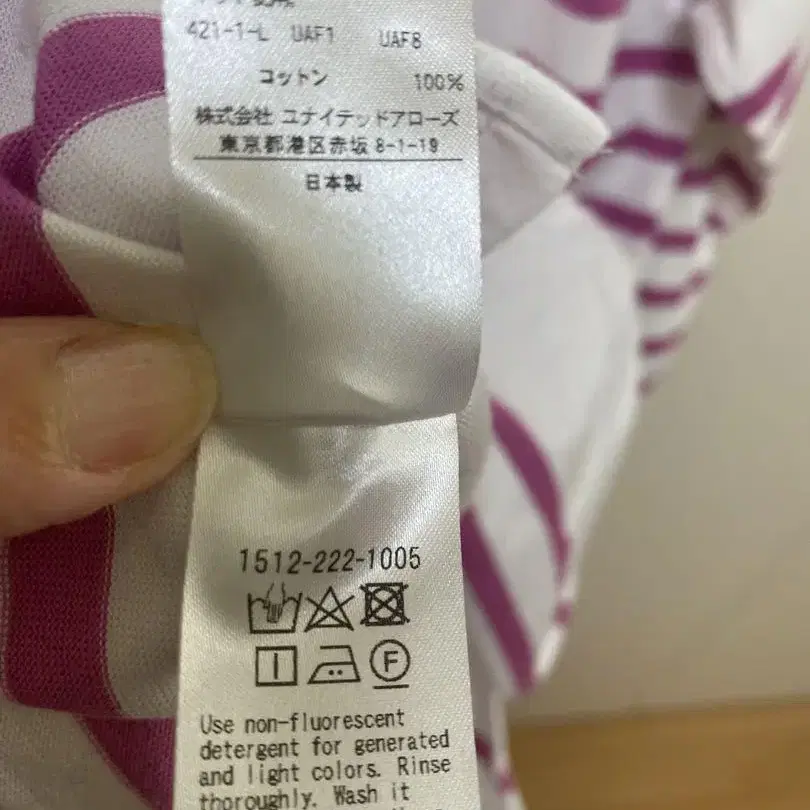 421-1-L UAF1 UAF8
コットン 100%
株式会社 ユナイテッドアローズ
東京都港区赤坂 8-1-19
日本製
1512-222-1005
F
Use non-fluorescent
detergent for generated
and light colors. Rinse
thoroughly. Wash it